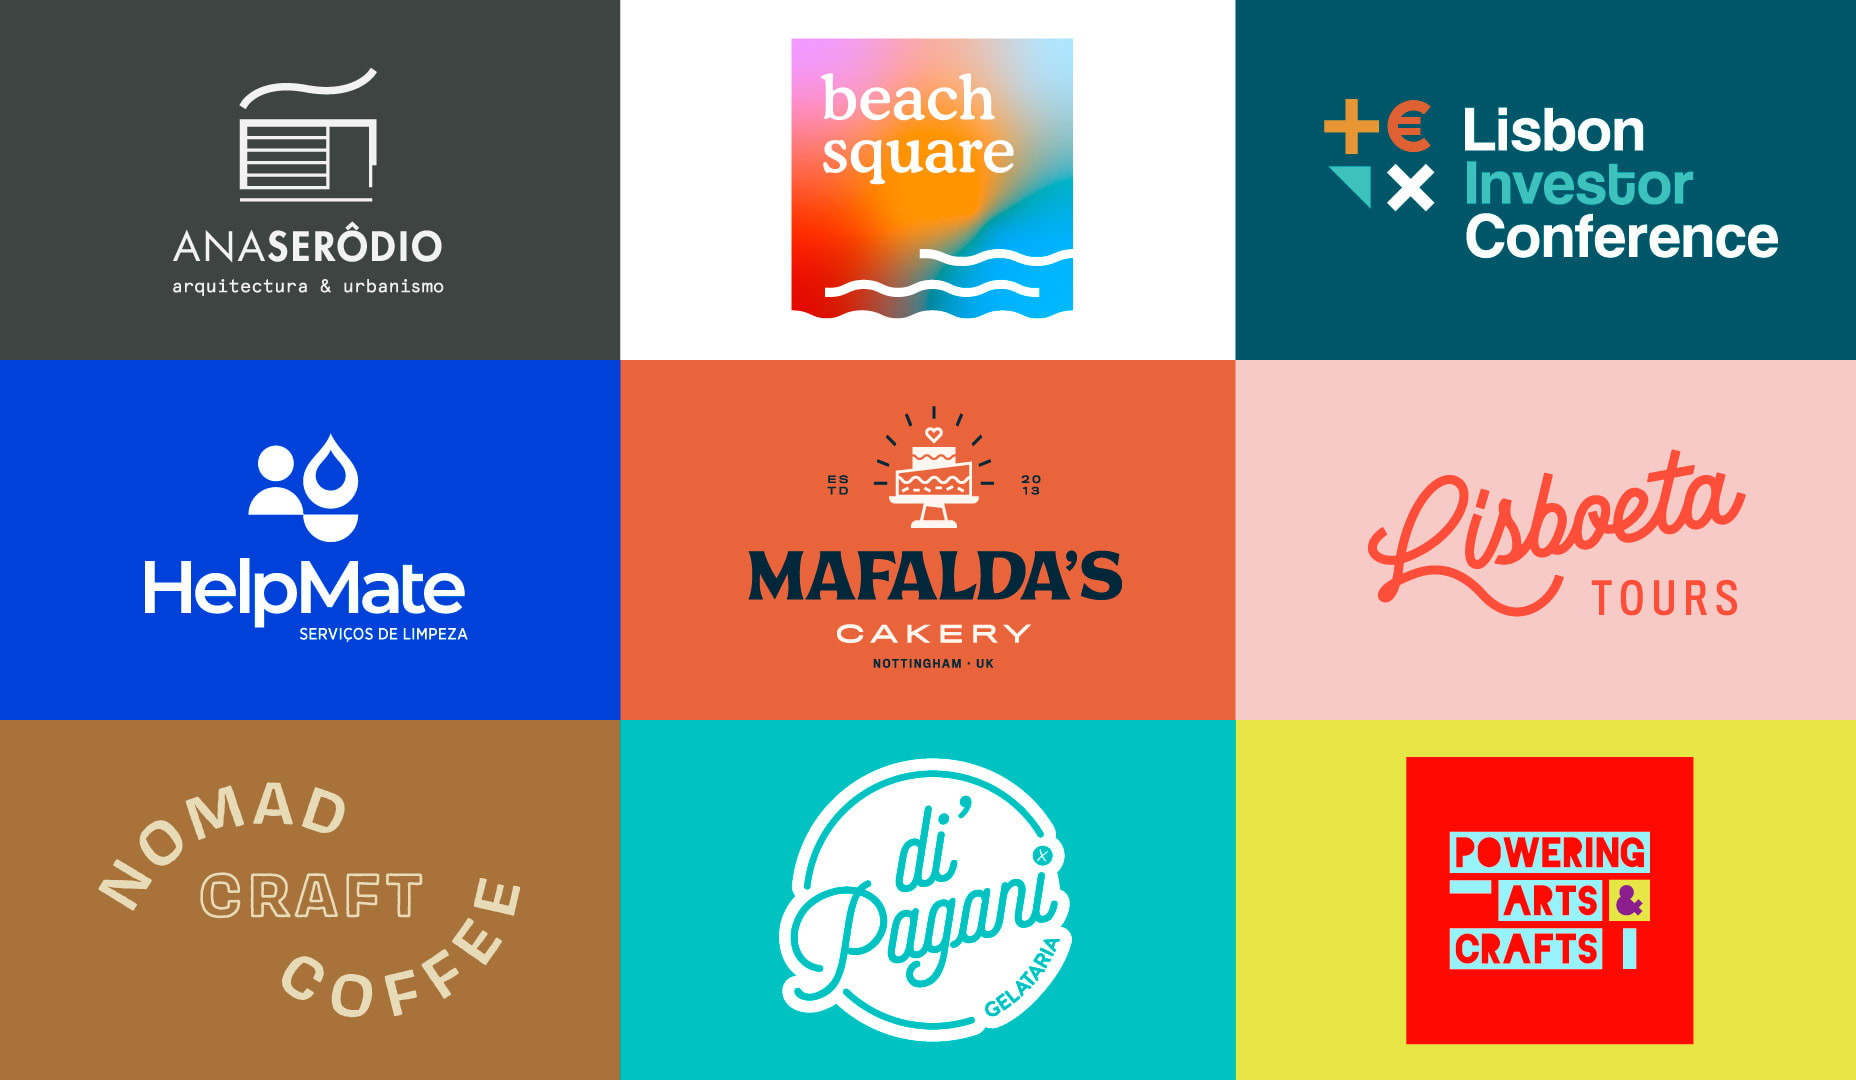 ANASERÔDIO
arquitectura & urbanismo
beach
square
+€
Lisbon
Investor
Conference
HelpMate
SERVIÇOS DE LIMPEZA
ES
TD
20
13
MAFALDA'S
CAKERY
NOTTINGHAM · UK
Lisboeta
TOURS
NOMAD
CRAFT
COFFEE
di'
Pagani
GELATARIA
POWERING
ARTS &
CRAFTS